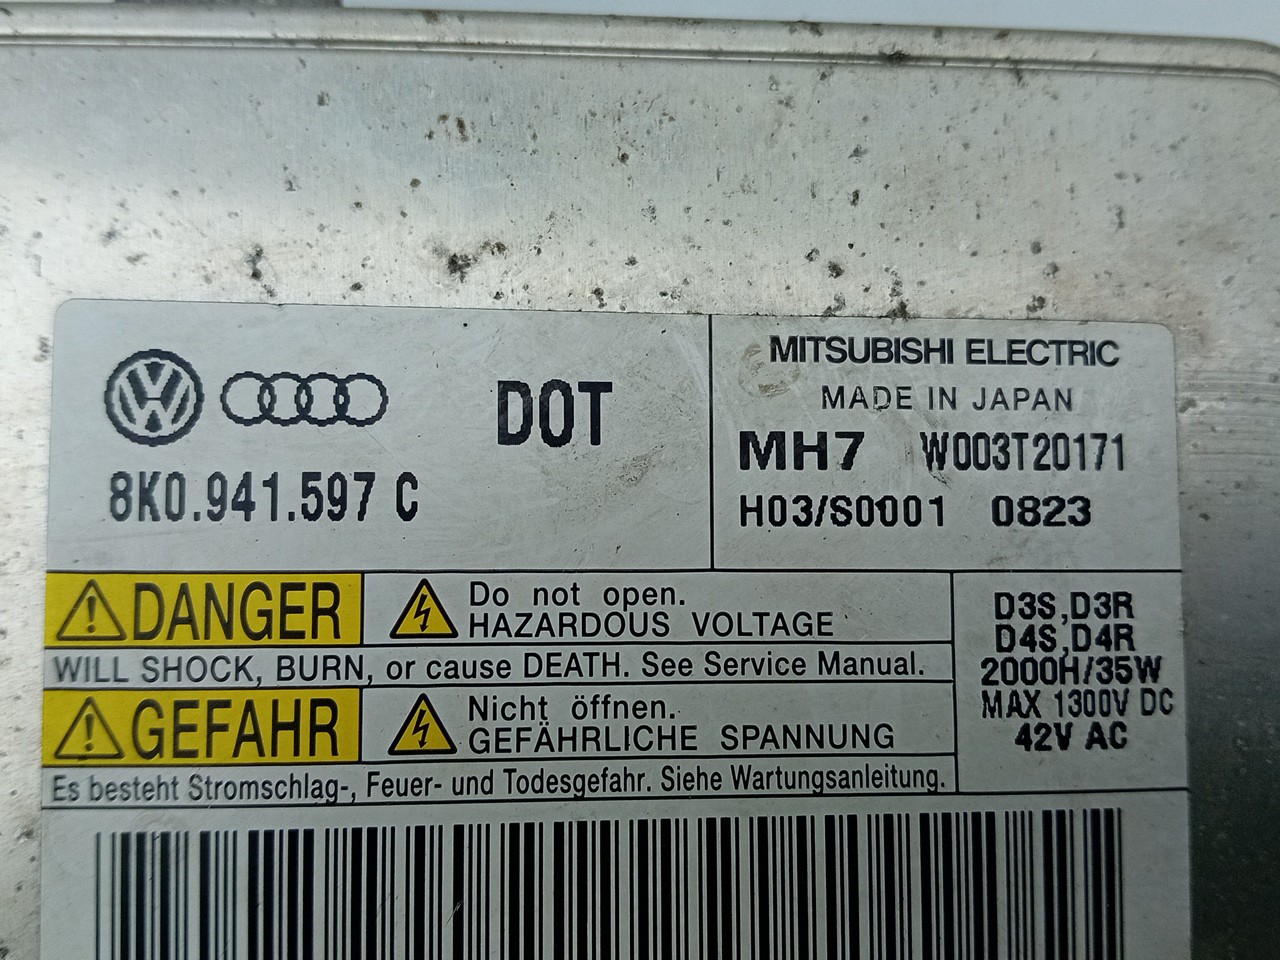 DOT
8K0.941.597 C
MITSUBISHI ELECTRIC
MADE IN JAPAN
MH7 W003T20171
H03/S0001 0823
DANGER
Do not open.
HAZARDOUS VOLTAGE
WILL SHOCK, BURN, or cause DEATH. See Service Manual.
GEFAHR
Nicht öffnen.
GEFÄHRLICHE SPANNUNG
Es besteht Stromschlag-, Feuer- und Todesgefahr. Siehe Wartungsanleitung.
D3S,D3R
D4S,D4R
2000H/35W
MAX 1300V DC
42V AC